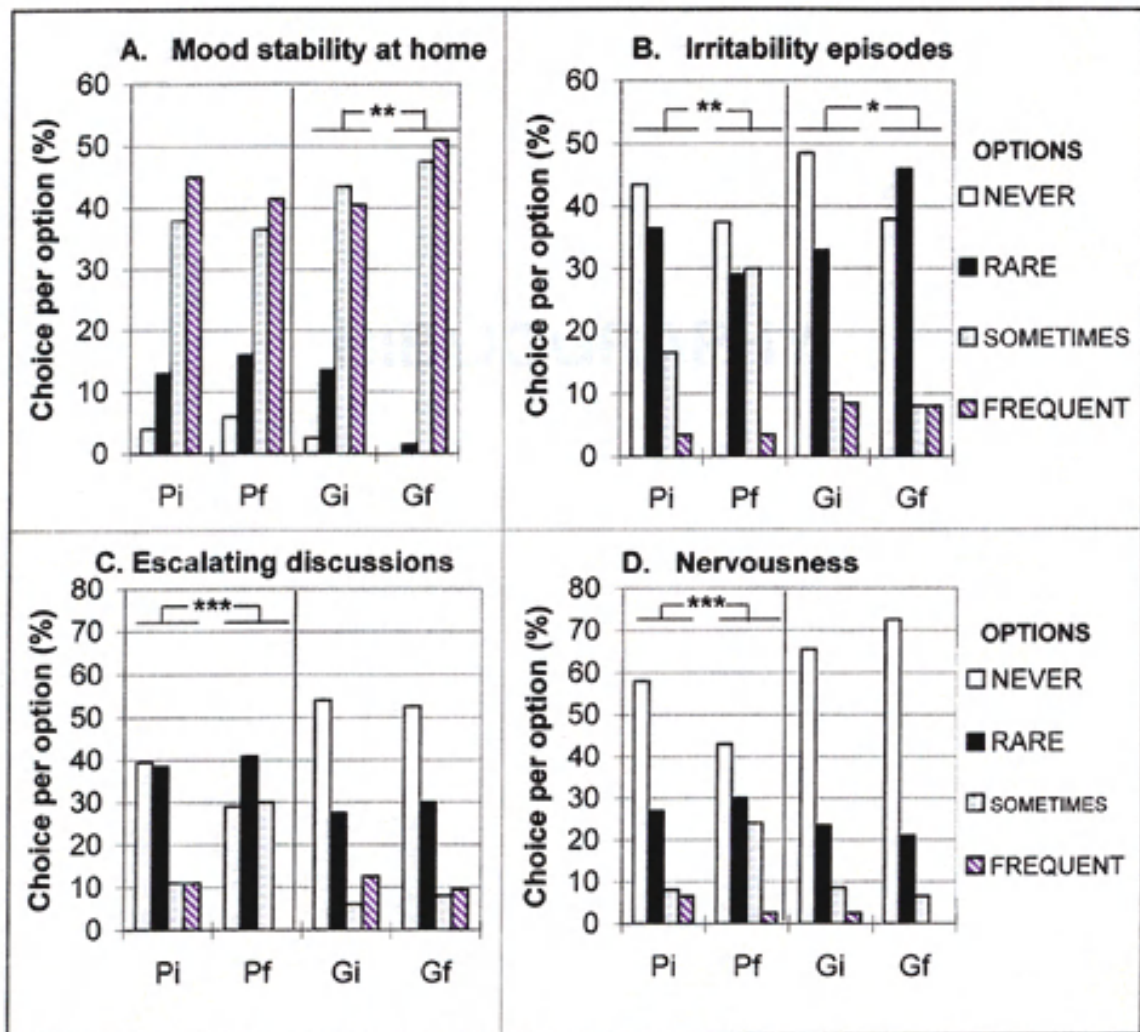 A. Mood stability at home
Choice per option (%)
60
50
40
30
20
10
0
**
Pi Pf Gi Gf
B. Irritability episodes
Choice per option (%)
60
50
40
30
20
10
0
** *
Pi Pf Gi Gf
OPTIONS
NEVER
RARE
SOMETIMES
FREQUENT
C. Escalating discussions
Choice per option (%)
80
70
60
50
40
30
20
10
0
***
Pi Pf Gi Gf
D. Nervousness
Choice per option (%)
80
70
60
50
40
30
20
10
0
***
Pi Pf Gi Gf
OPTIONS
NEVER
RARE
SOMETIMES
FREQUENT